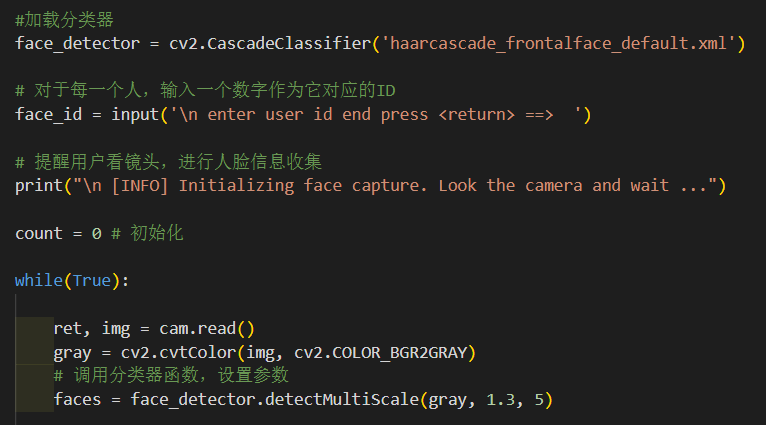 #加载分类器
face_detector = cv2.CascadeClassifier('haarcascade_frontalface_default.xml')
# 对于每一个人，输入一个数字作为它对应的ID
face_id = input('\n enter user id end press <return> ==>  ')
# 提醒用户看镜头，进行人脸信息收集
print("\n [INFO] Initializing face capture. Look the camera and wait ...")
count = 0 # 初始化
while(True):
    ret, img = cam.read()
    gray = cv2.cvtColor(img, cv2.COLOR_BGR2GRAY)
    # 调用分类器函数，设置参数
    faces = face_detector.detectMultiScale(gray, 1.3, 5)